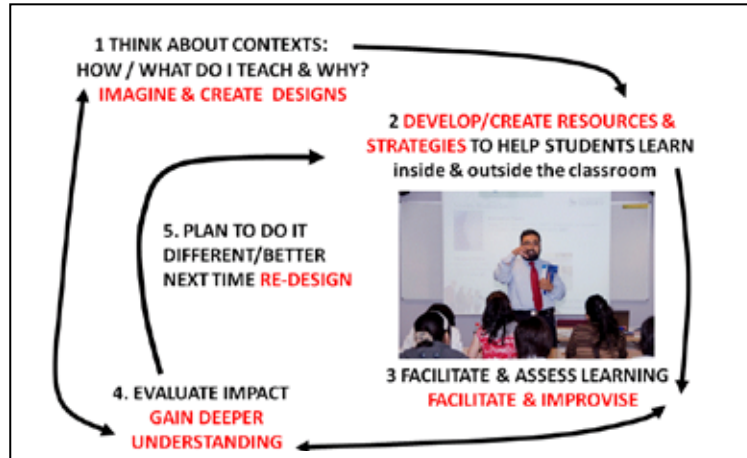 1 THINK ABOUT CONTEXTS:
HOW / WHAT DO I TEACH & WHY?
IMAGINE & CREATE DESIGNS
2 DEVELOP/CREATE RESOURCES &
STRATEGIES TO HELP STUDENTS LEARN
inside & outside the classroom
3 FACILITATE & ASSESS LEARNING
FACILITATE & IMPROVISE
4. EVALUATE IMPACT
GAIN DEEPER
UNDERSTANDING
5. PLAN TO DO IT
DIFFERENT/BETTER
NEXT TIME RE-DESIGN